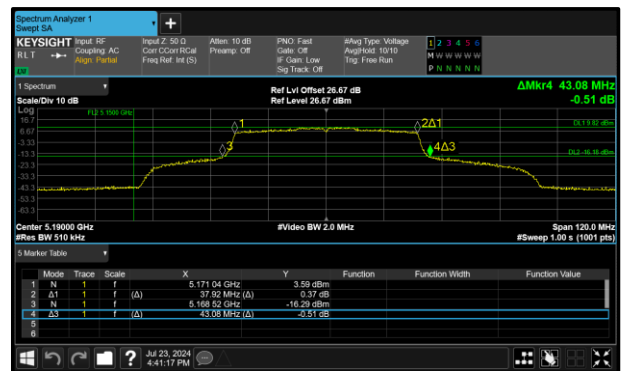 Spectrum Analyzer 1
Swept SA
+
KEYSIGHT Input: RF Input Z: 50 Ω Atten: 10 dB PNO: Fast #Avg Type: Voltage 1 2 3 4 5 6
RLT Coupling: AC Corr CCorr RCal Preamp: Off Gate: Off Avg|Hold: 10/10 M W W W W W
Align: Partial Freq Ref: Int (S) IF Gain: Low Trig: Free Run P N N N N N
Sig Track: Off
LW
1 Spectrum Ref Lvl Offset 26.67 dB ΔMkr4 43.08 MHz
Scale/Div 10 dB Ref Level 26.67 dBm -0.51 dB
Log
16.7 FL2 5.1500 GHz 1 2Δ1 DL1 9.82 dBm
6.67
-3.33
-13.3 3 4Δ3 DL2 -16.18 dBm
-23.3
-33.3
-43.3
-53.3
-63.3
Center 5.19000 GHz #Video BW 2.0 MHz Span 120.0 MHz
#Res BW 510 kHz #Sweep 1.00 s (1001 pts)
5 Marker Table
Mode Trace Scale X Y Function Function Width Function Value
1 N 1 f 5.171 04 GHz 3.59 dBm
2 Δ1 1 f (Δ) 37.92 MHz (Δ) 0.37 dB
3 N 1 f 5.168 52 GHz -16.29 dBm
4 Δ3 1 f (Δ) 43.08 MHz (Δ) -0.51 dB
5
6
? Jul 23, 2024
4:41:17 PM